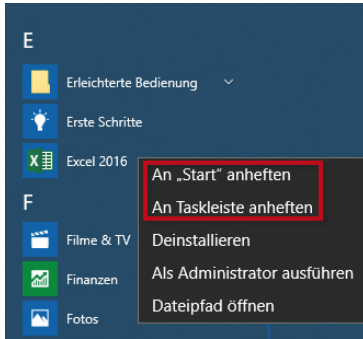 E
Erleichterte Bedienung
Erste Schritte
Excel 2016
An „Start“ anheften
An Taskleiste anheften
Deinstallieren
Als Administrator ausführen
Dateipfad öffnen
F
Filme & TV
Finanzen
Fotos